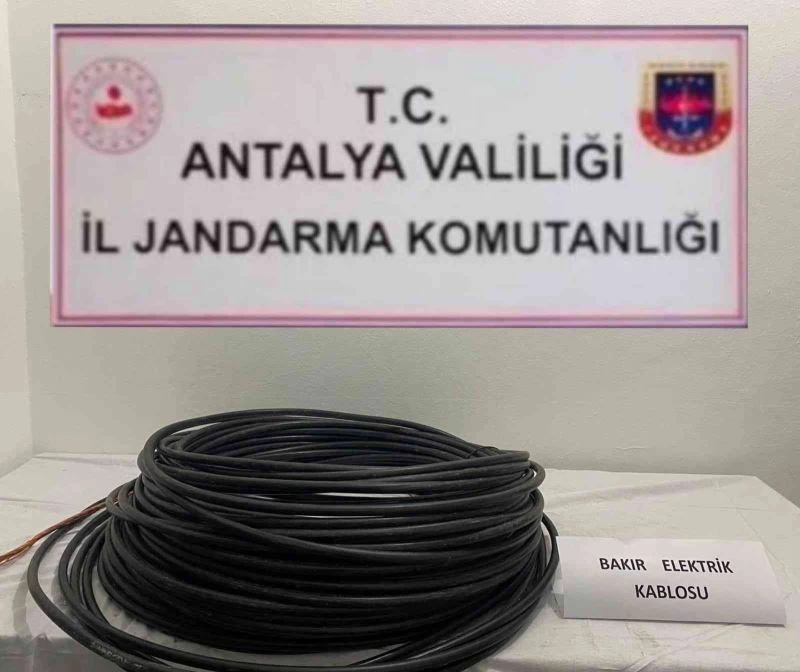 T.C.
ANTALYA VALİLİĞİ
İL JANDARMA KOMUTANLIĞI
BAKIR ELEKTRİK
KABLOSU